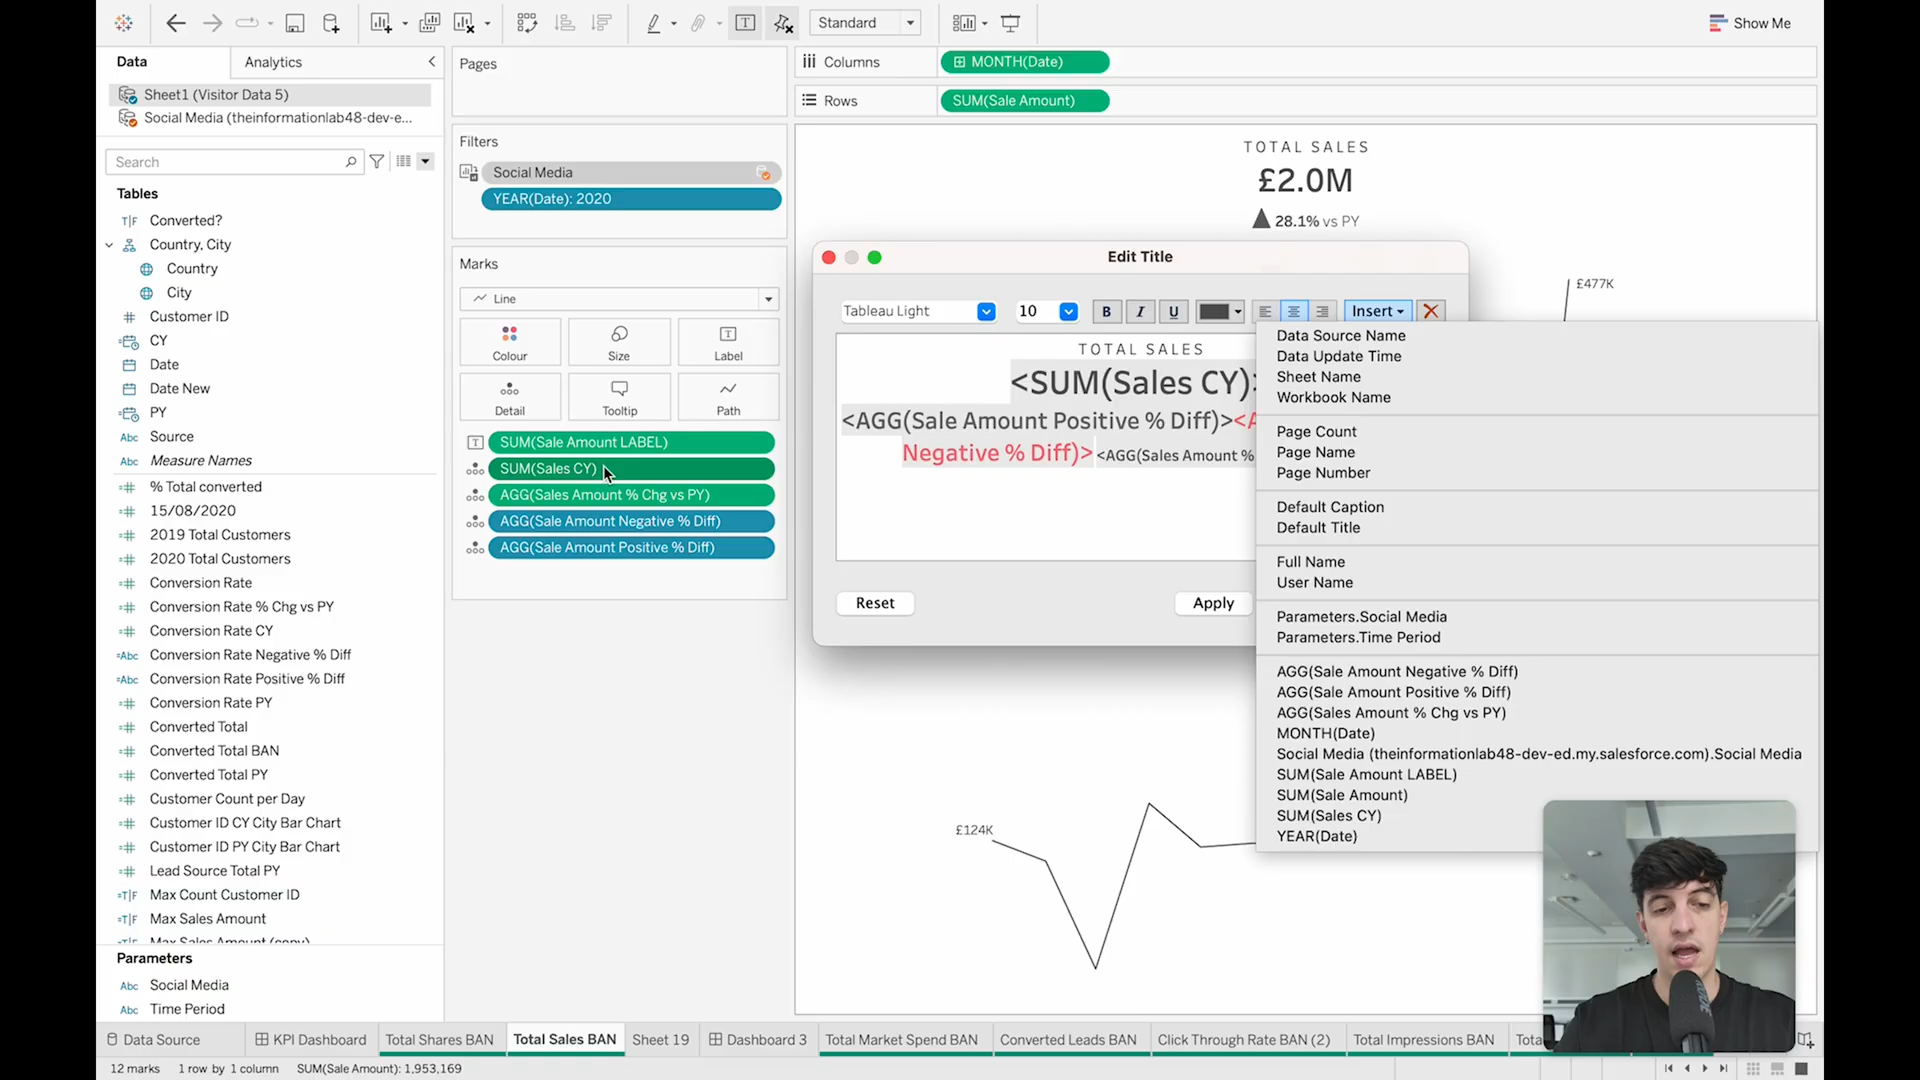 Standard
Show Me
Data
Analytics
Pages
Columns
MONTH(Date)
Rows
SUM(Sale Amount)
Sheet1 (Visitor Data 5)
Social Media (theinformationlab48-dev-e...
Search
Tables
Converted?
Country, City
Country
City
Customer ID
CY
Date
Date New
PY
Source
Measure Names
% Total converted
15/08/2020
2019 Total Customers
2020 Total Customers
Conversion Rate
Conversion Rate % Chg vs PY
Conversion Rate CY
Conversion Rate Negative % Diff
Conversion Rate Positive % Diff
Conversion Rate PY
Converted Total
Converted Total BAN
Converted Total PY
Customer Count per Day
Customer ID CY City Bar Chart
Customer ID PY City Bar Chart
Lead Source Total PY
Max Count Customer ID
Max Sales Amount
Max Sales Amount (copy)
Parameters
Social Media
Time Period
Filters
Social Media
YEAR(Date): 2020
Marks
Line
Colour
Size
Label
Detail
Tooltip
Path
SUM(Sale Amount LABEL)
SUM(Sales CY)
AGG(Sales Amount % Chg vs PY)
AGG(Sale Amount Negative % Diff)
AGG(Sale Amount Positive % Diff)
TOTAL SALES
£2.0M
28.1% vs PY
£477K
£124K
Edit Title
Tableau Light
10
B
I
U
Insert
TOTAL SALES
<SUM(Sales CY)>
<AGG(Sale Amount Positive % Diff)><A
Negative % Diff)> <AGG(Sales Amount %
Reset
Apply
Data Source Name
Data Update Time
Sheet Name
Workbook Name
Page Count
Page Name
Page Number
Default Caption
Default Title
Full Name
User Name
Parameters.Social Media
Parameters.Time Period
AGG(Sale Amount Negative % Diff)
AGG(Sale Amount Positive % Diff)
AGG(Sales Amount % Chg vs PY)
MONTH(Date)
Social Media (theinformationlab48-dev-ed.my.salesforce.com).Social Media
SUM(Sale Amount LABEL)
SUM(Sale Amount)
SUM(Sales CY)
YEAR(Date)
Data Source
KPI Dashboard
Total Shares BAN
Total Sales BAN
Sheet 19
Dashboard 3
Total Market Spend BAN
Converted Leads BAN
Click Through Rate BAN (2)
Total Impressions BAN
Tota
12 marks
1 row by 1 column
SUM(Sale Amount): 1,953,169